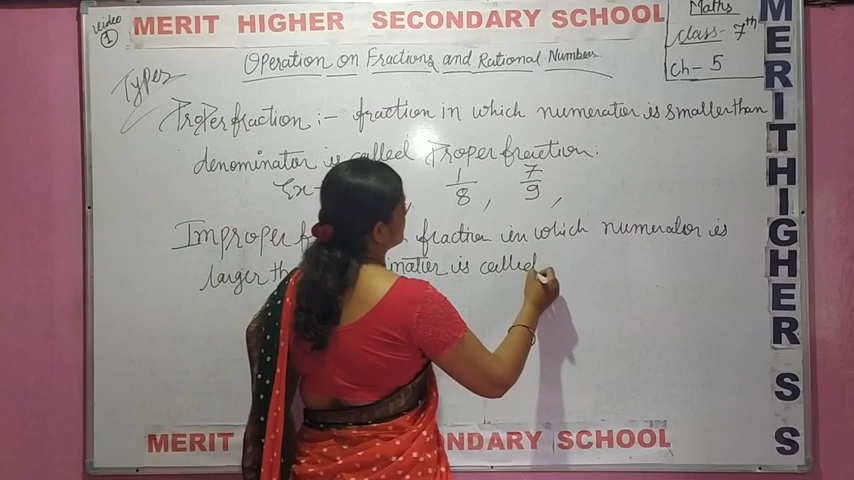 video
1
MERIT HIGHER SECONDARY SCHOOL
Maths
class- 7th
Ch- 5
Operation on Fractions and Rational Numbers
Types
Proper fraction :- fraction in which numerator is smaller than
denominator is called Proper fraction.
Ex- 1/8, 7/9,
Improper fraction in which numerator is
larger is called
MERIT HIGHER S S
MERIT NDARY SCHOOL